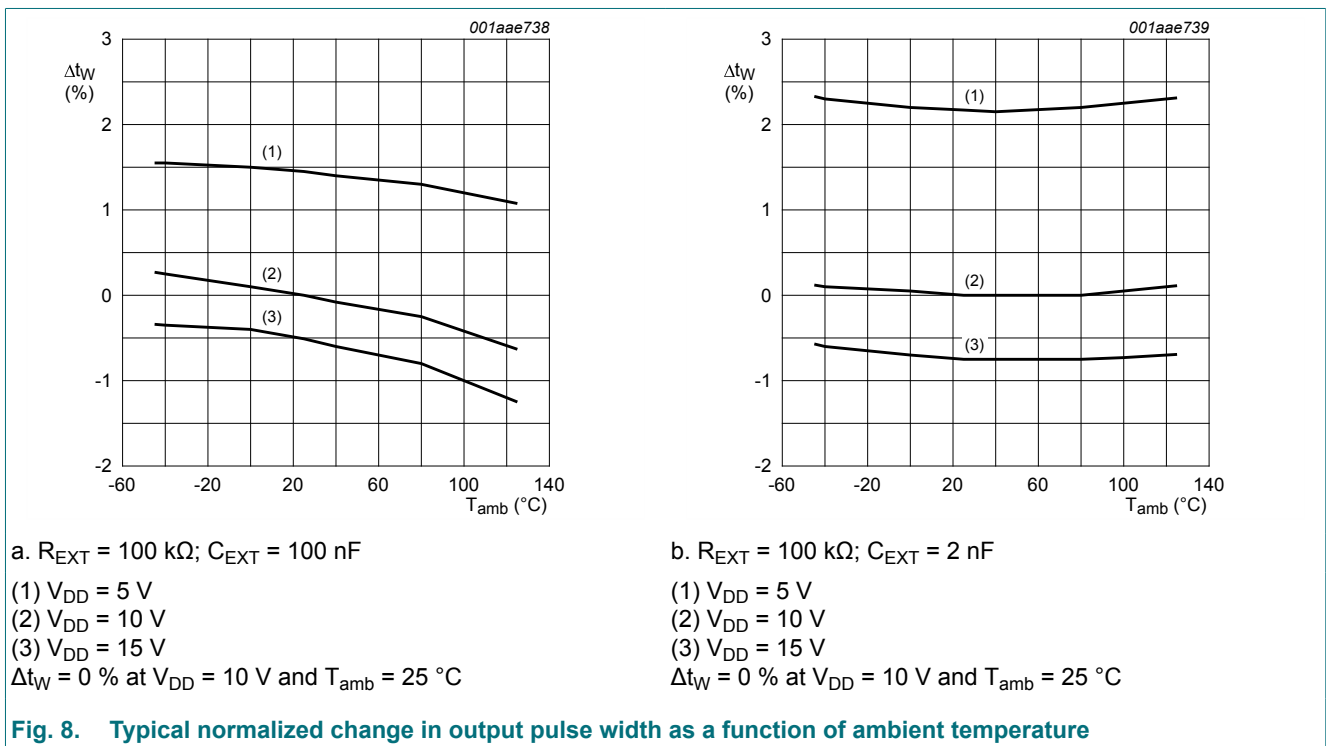 001aae738
3
ΔtW
(%)
2
1
0
-1
-2
(1)
(2)
(3)
-60
-20
20
60
100
140
Tamb (°C)
a. REXT = 100 kΩ; CEXT = 100 nF
(1) VDD = 5 V
(2) VDD = 10 V
(3) VDD = 15 V
ΔtW = 0 % at VDD = 10 V and Tamb = 25 °C
001aae739
3
ΔtW
(%)
2
1
0
-1
-2
(1)
(2)
(3)
-60
-20
20
60
100
140
Tamb (°C)
b. REXT = 100 kΩ; CEXT = 2 nF
(1) VDD = 5 V
(2) VDD = 10 V
(3) VDD = 15 V
ΔtW = 0 % at VDD = 10 V and Tamb = 25 °C
Fig. 8. Typical normalized change in output pulse width as a function of ambient temperature